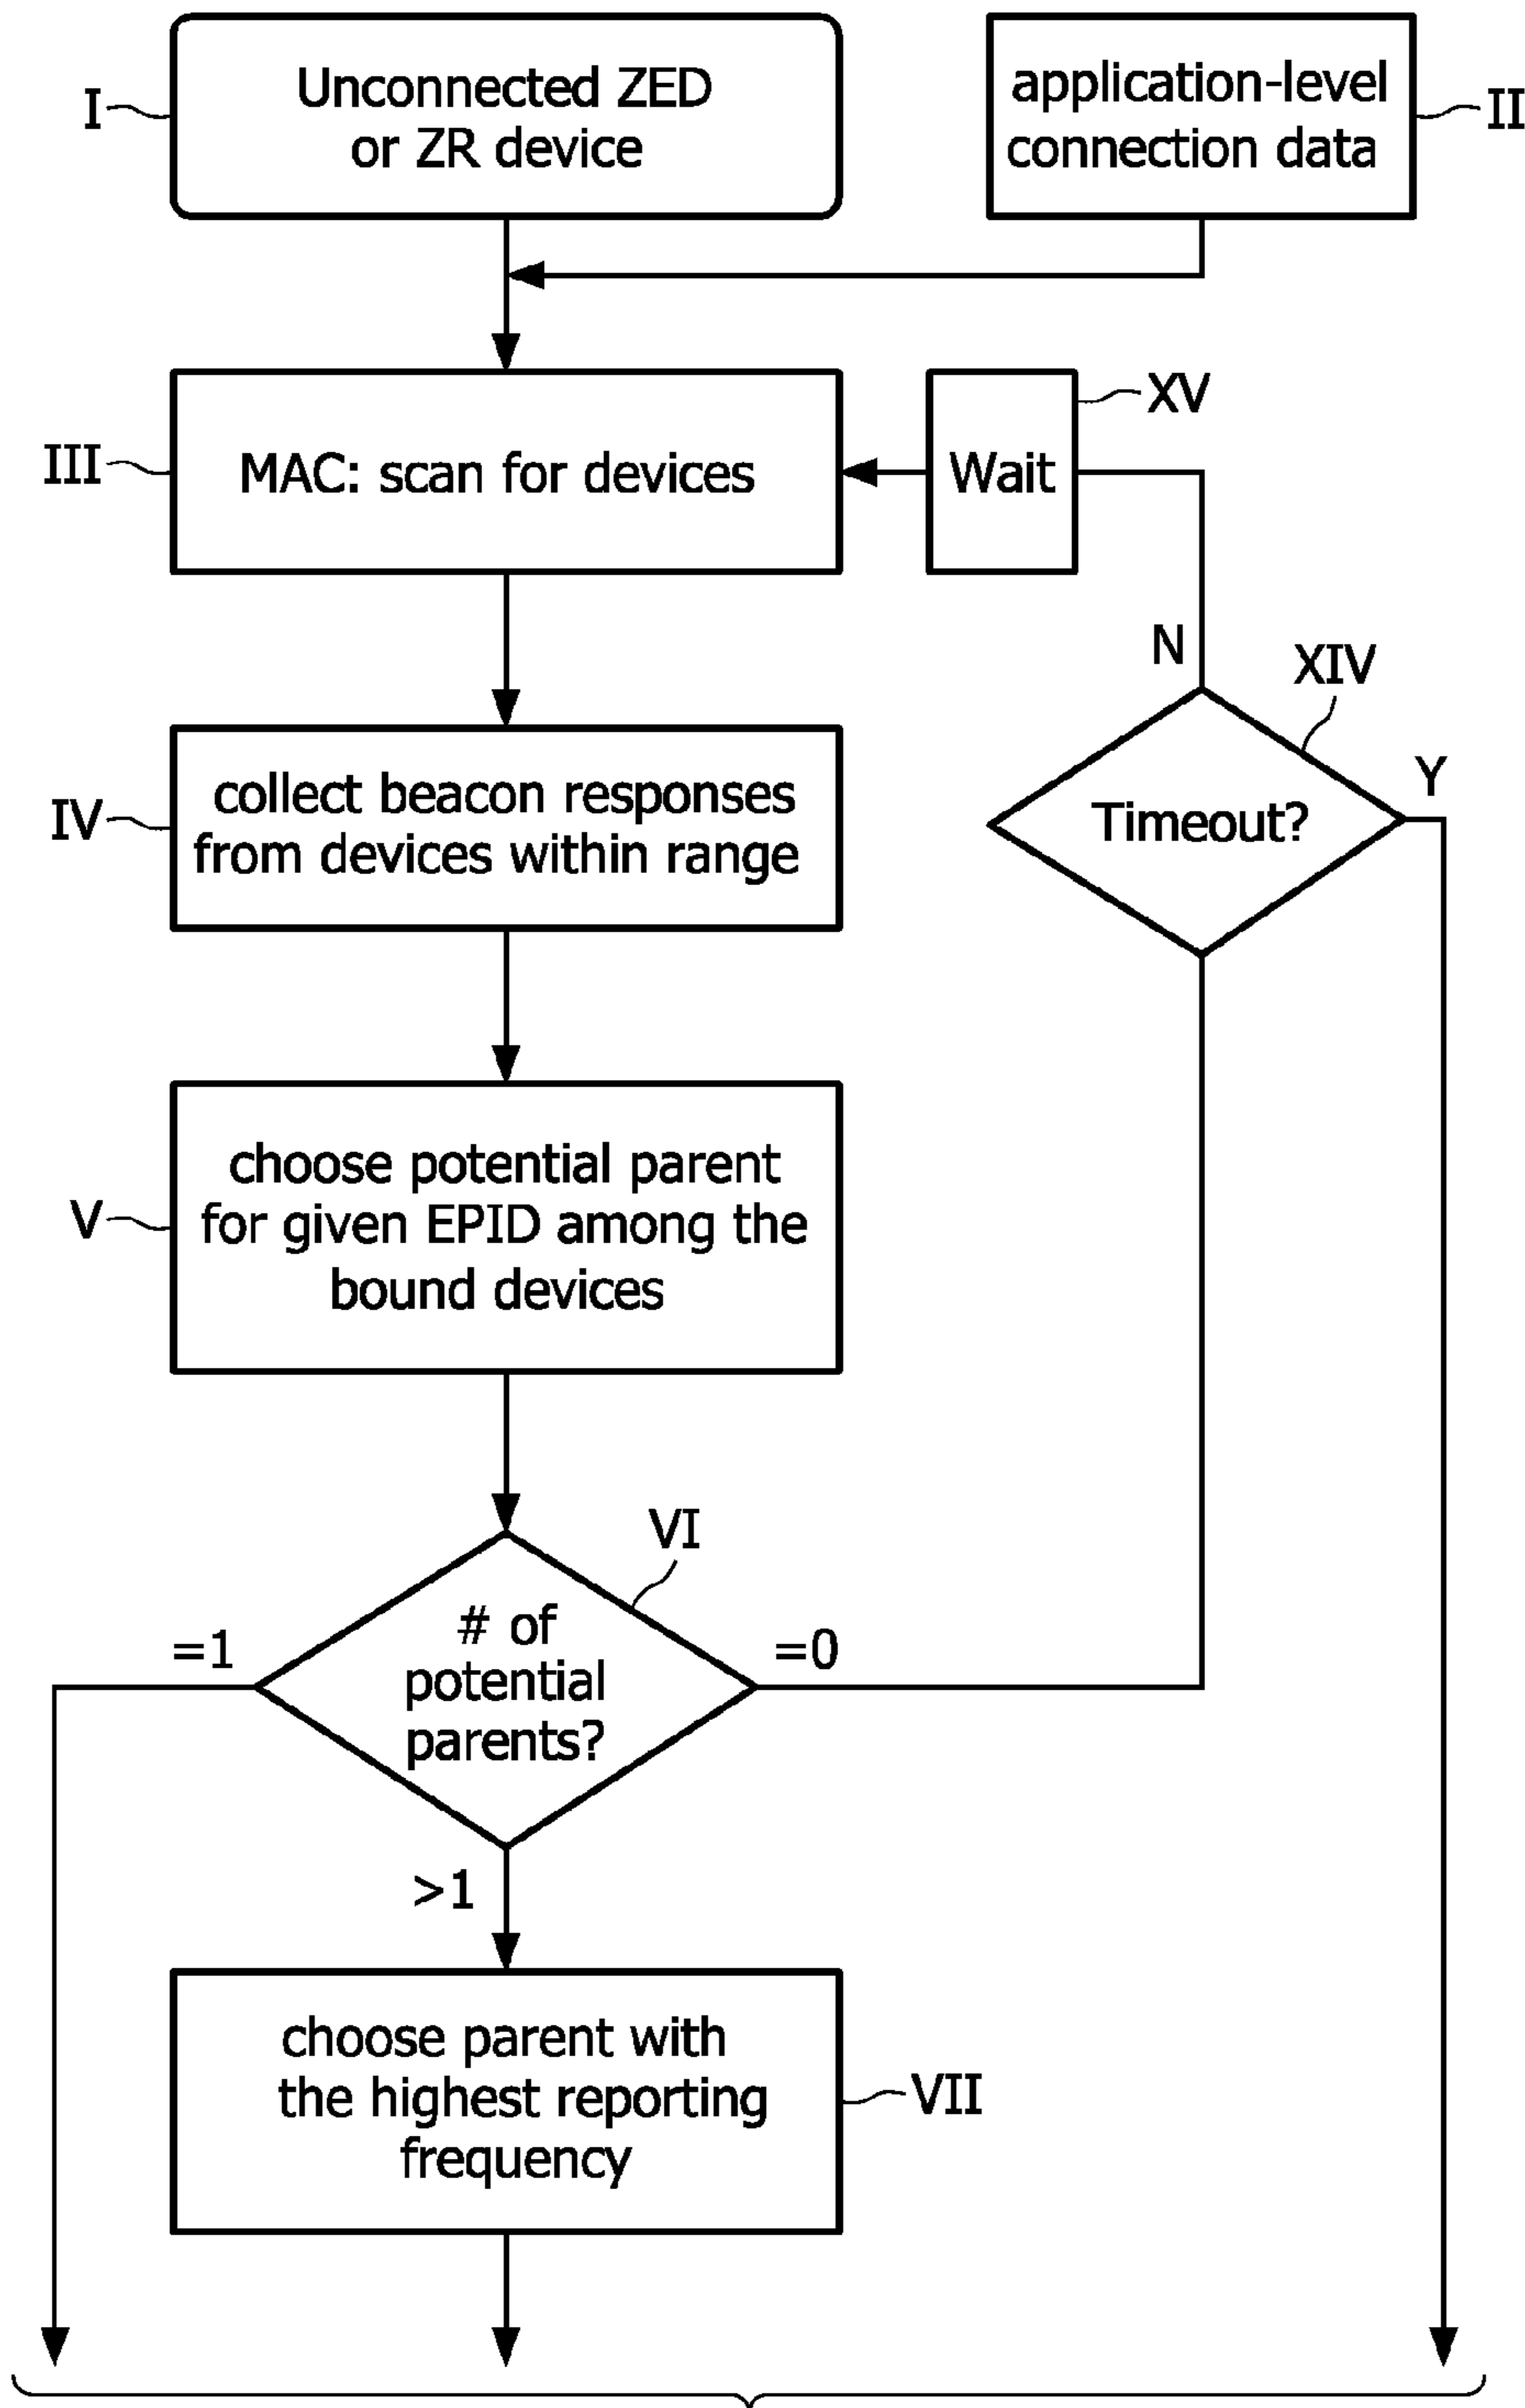 I
Unconnected ZED
or ZR device
application-level
connection data
II
III
MAC: scan for devices
Wait
XV
N
XIV
Y
Timeout?
IV
collect beacon responses
from devices within range
V
choose potential parent
for given EPID among the
bound devices
VI
# of
potential
parents?
=1
=0
>1
choose parent with
the highest reporting
frequency
VII